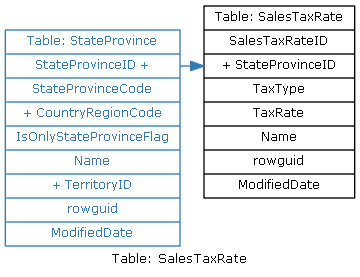 Table: StateProvince
StateProvinceID +
StateProvinceCode
+ CountryRegionCode
IsOnlyStateProvinceFlag
Name
+ TerritoryID
rowguid
ModifiedDate
Table: SalesTaxRate
SalesTaxRateID
+ StateProvinceID
TaxType
TaxRate
Name
rowguid
ModifiedDate
Table: SalesTaxRate